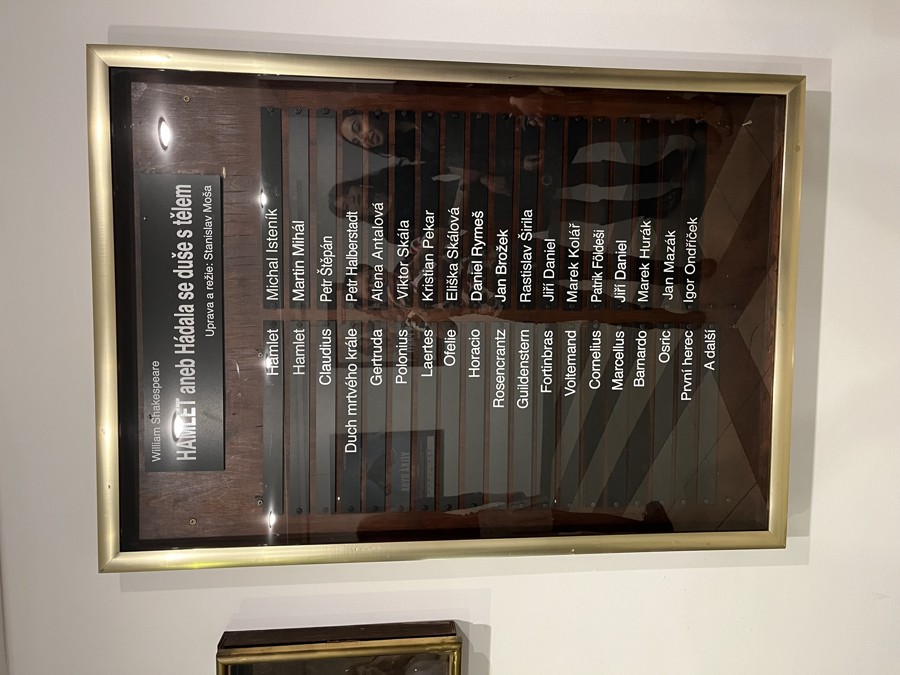 William Shakespeare
HAMLET aneb Hádala se duše s tělem
Úprava a režie: Stanislav Moša
Hamlet Michal Isteník
Hamlet Martin Mihál
Claudius Petr Štěpán
Duch mrtvého krále Petr Halberstadt
Gertruda Alena Antalová
Polonius Viktor Skála
Laertes Kristian Pekar
Ofelie Eliška Skálová
Horacio Daniel Rymeš
Rosencrantz Jan Brožek
Guildenstern Rastislav Širila
Fortinbras Jiří Daniel
Voltemand Marek Kolář
Cornelius Patrik Földeši
Marcellus Jiří Daniel
Barnardo Marek Hurák
Osric Jan Mazák
První herec Igor Ondříček
A další